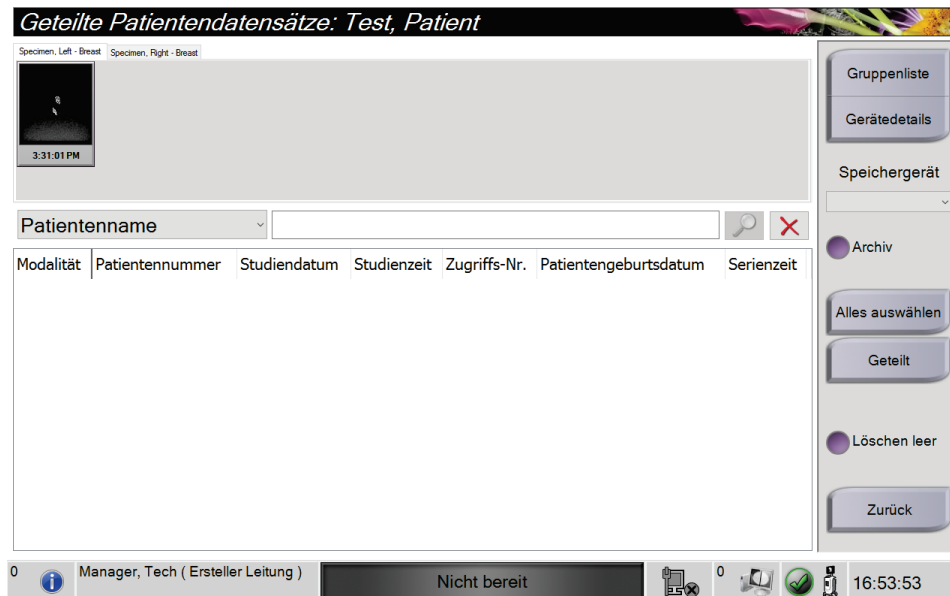 Geteilte Patientendatensätze: Test, Patient
Specimen, Left - Breast Specimen, Right - Breast
3:31:01 PM
Patientenname
Modalität Patientennummer Studiendatum Studienzeit Zugriffs-Nr. Patientengeburtsdatum Serienzeit
Gruppenliste
Gerätedetails
Speichergerät
Archiv
Alles auswählen
Geteilt
Löschen leer
Zurück
0 Manager, Tech ( Ersteller Leitung ) Nicht bereit 0 16:53:53